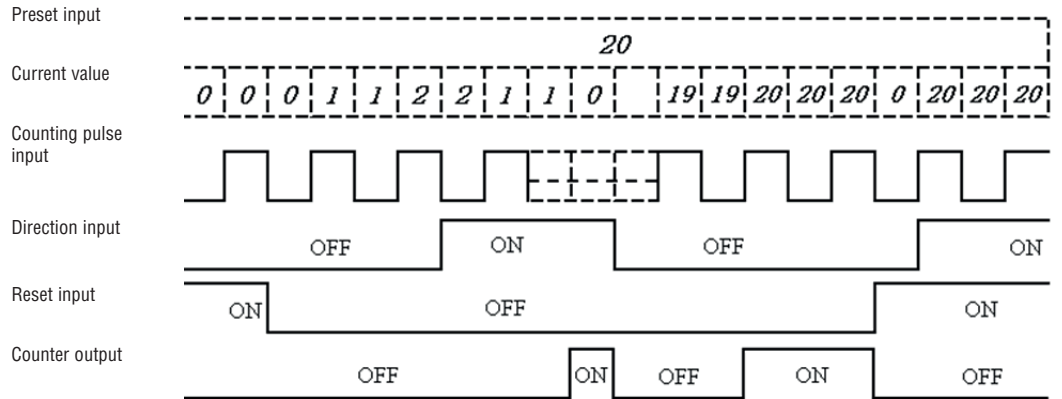 Preset input
20
Current value
0 0 0 1 1 2 2 1 1 0 19 19 20 20 20 0 20 20 20
Counting pulse
input
Direction input
OFF ON OFF ON
Reset input
ON OFF ON
Counter output
OFF ON OFF ON OFF